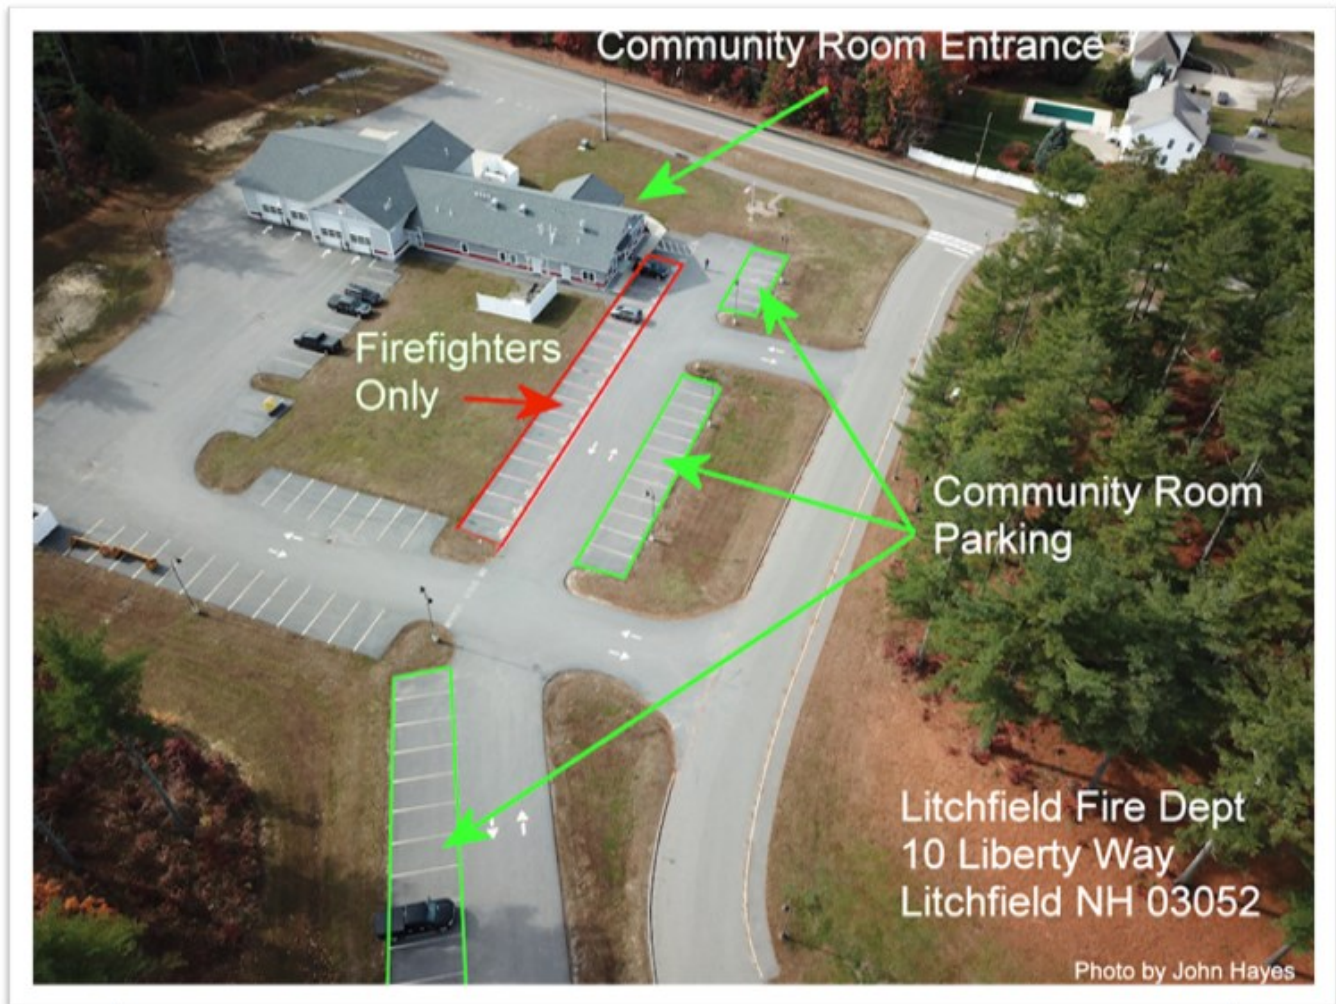 Community Room Entrance
Firefighters
Only
Community Room
Parking
Litchfield Fire Dept
10 Liberty Way
Litchfield NH 03052
Photo by John Hayes